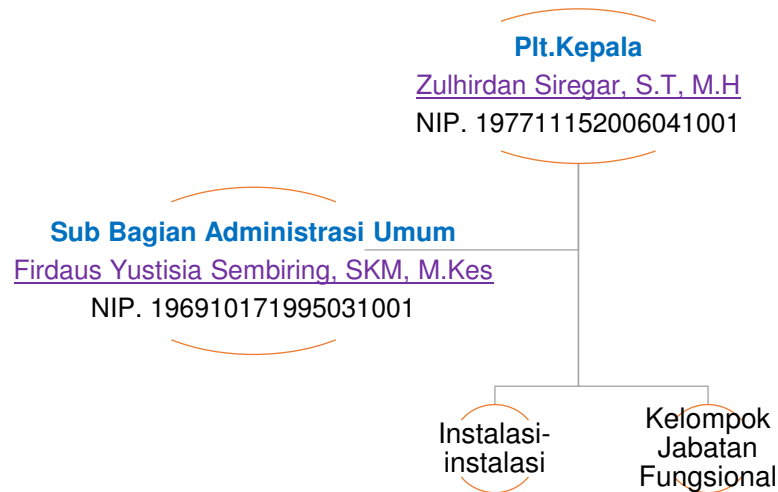 Plt.Kepala
Zulhirdan Siregar, S.T, M.H
NIP. 197711152006041001
Sub Bagian Administrasi Umum
Firdaus Yustisia Sembiring, SKM, M.Kes
NIP. 196910171995031001
Instalasi-
instalasi
Kelompok
Jabatan
Fungsional